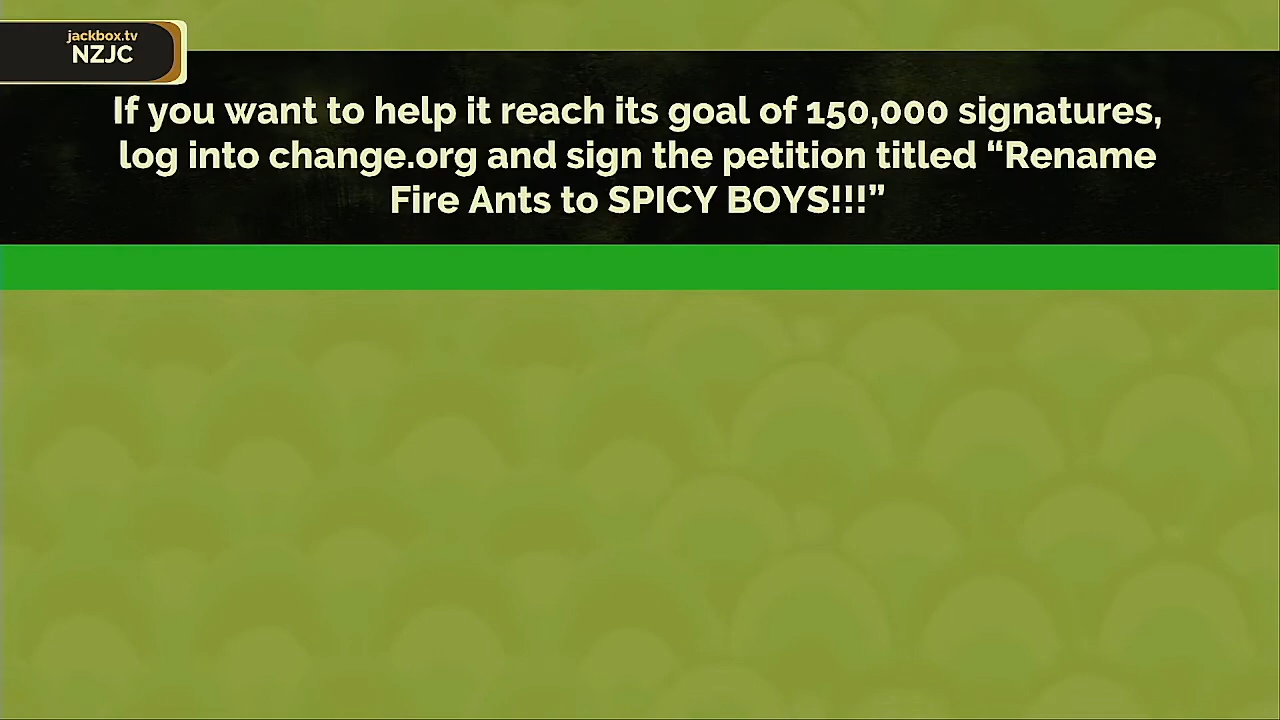 jackbox.tv
NZJC
If you want to help it reach its goal of 150,000 signatures,
log into change.org and sign the petition titled “Rename
Fire Ants to SPICY BOYS!!!”